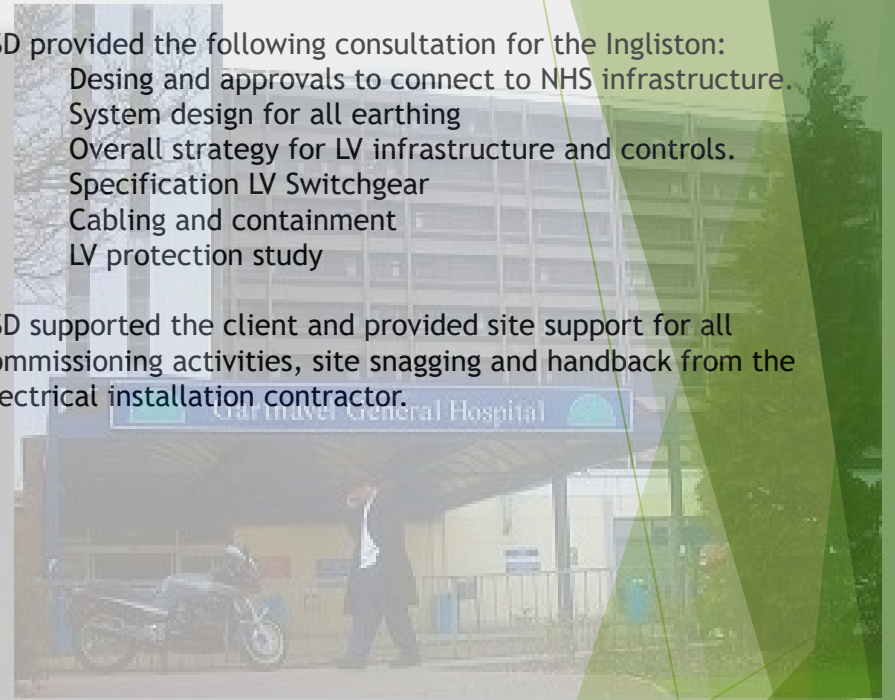 SD provided the following consultation for the Ingliston:
Desing and approvals to connect to NHS infrastructure.
System design for all earthing
Overall strategy for LV infrastructure and controls.
Specification LV Switchgear
Cabling and containment
LV protection study
SD supported the client and provided site support for all
ommissioning activities, site snagging and handback from the
lectrical installation contractor.
Gartnavel General Hospital